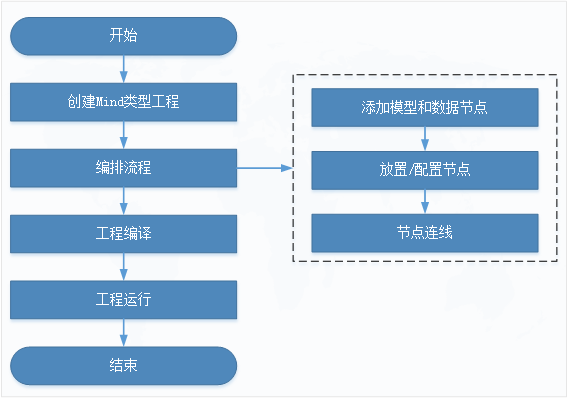 开始
创建Mind类型工程
编排流程
工程编译
工程运行
结束
添加模型和数据节点
放置/配置节点
节点连线